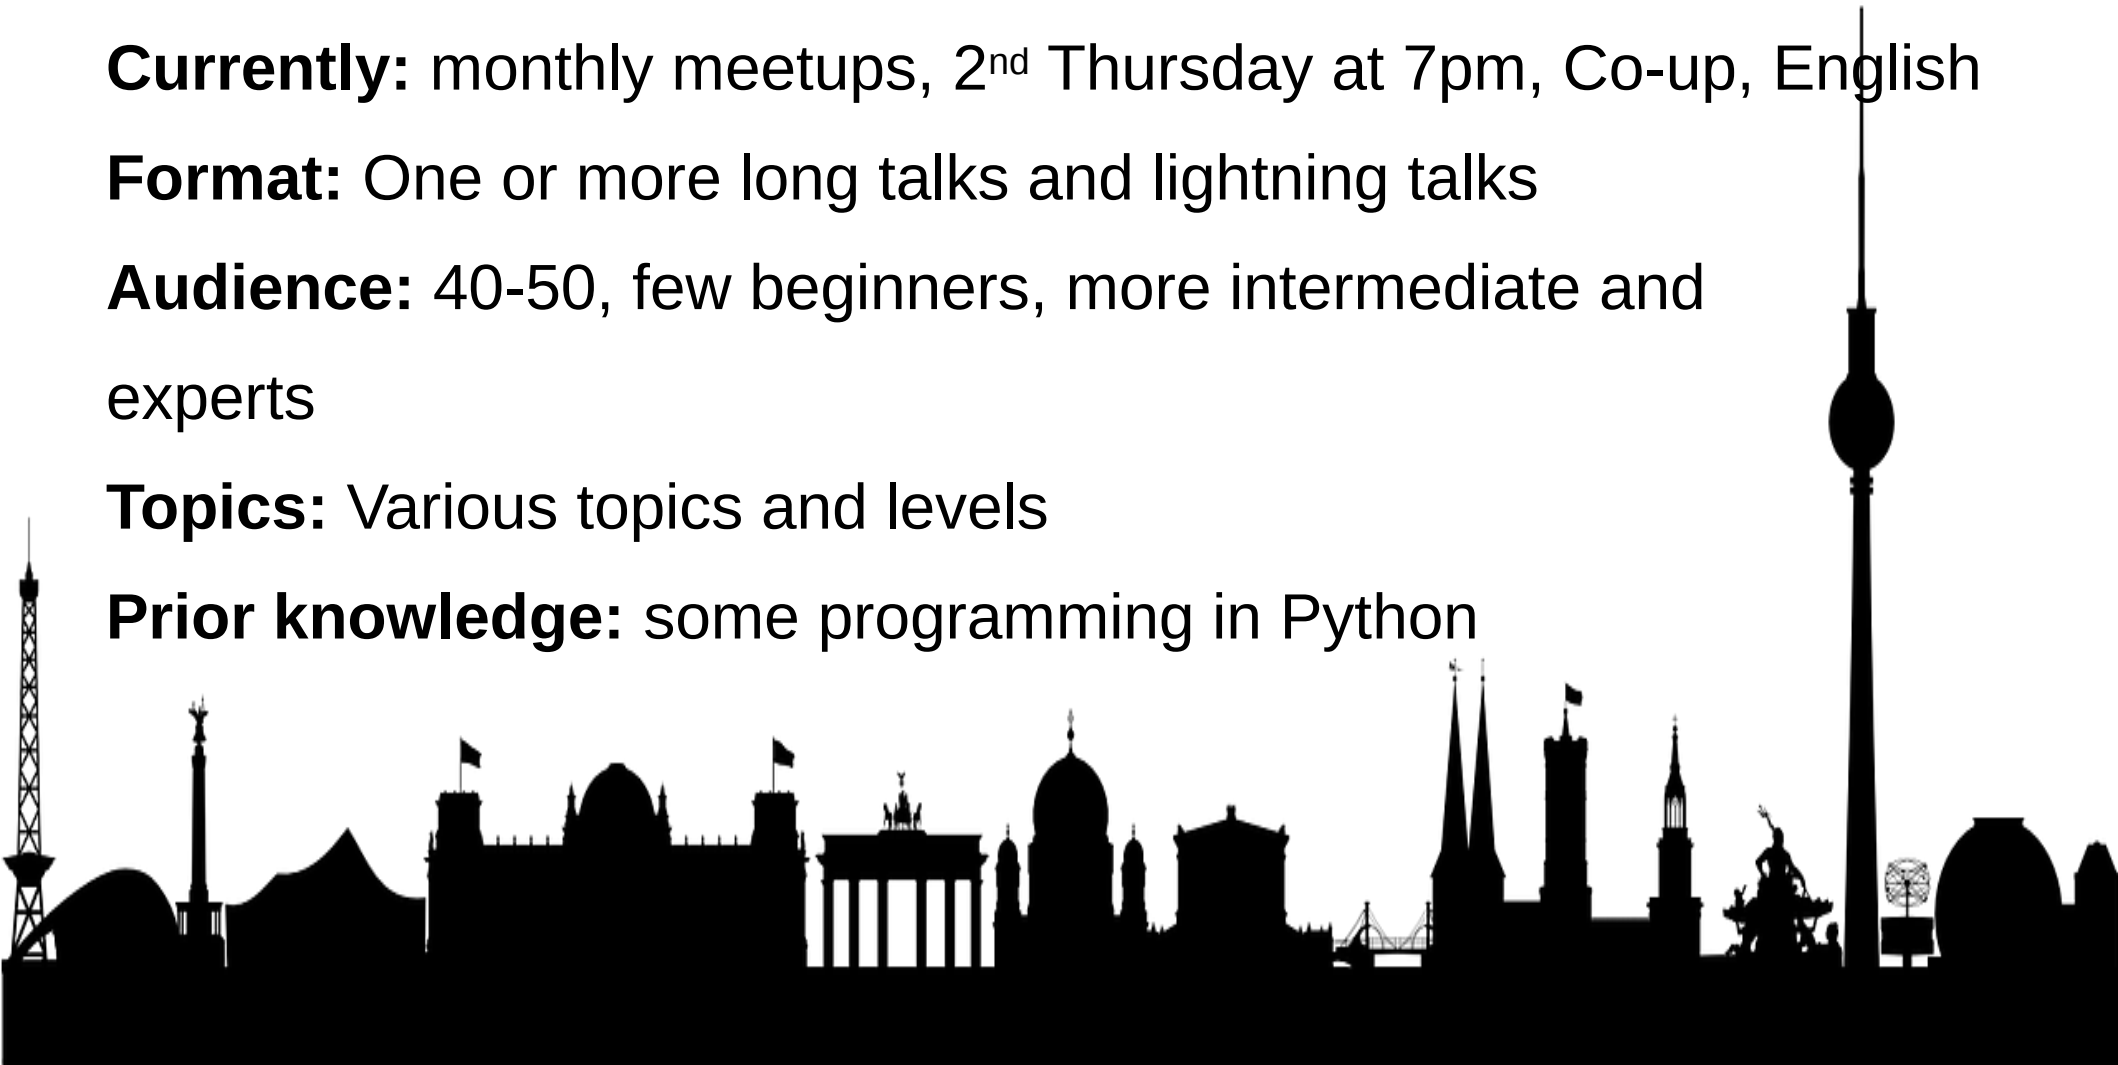 Currently: monthly meetups, 2nd Thursday at 7pm, Co-up, English
Format: One or more long talks and lightning talks
Audience: 40-50, few beginners, more intermediate and
experts
Topics: Various topics and levels
Prior knowledge: some programming in Python